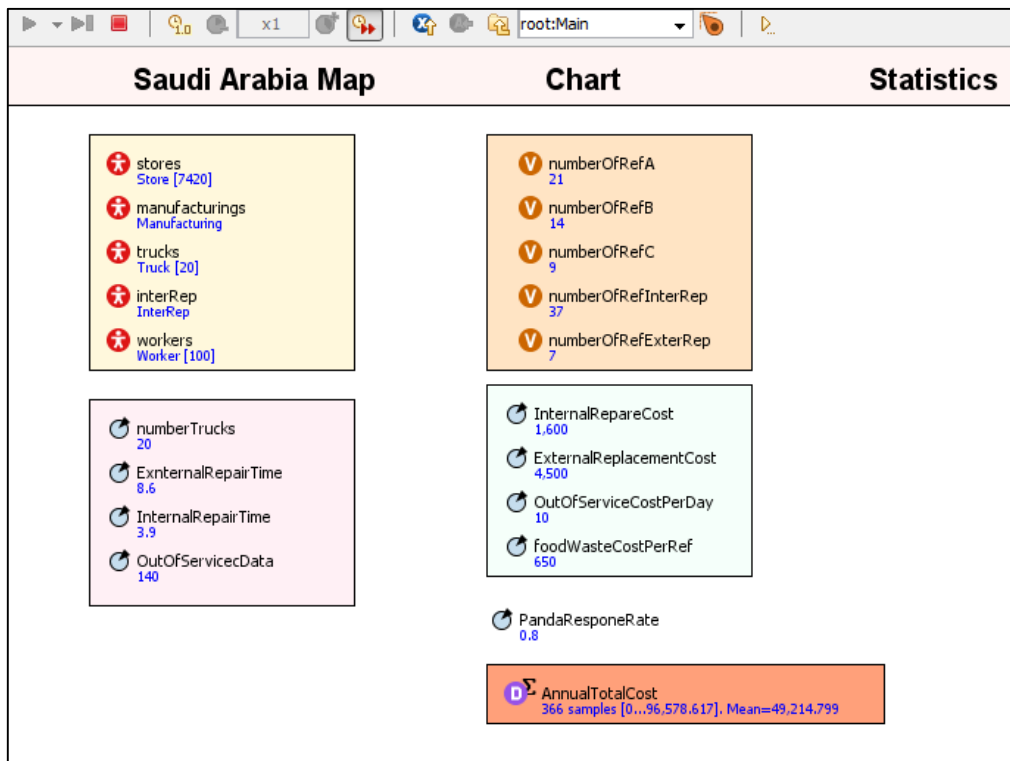 x1
root:Main
Saudi Arabia Map
Chart
Statistics
stores
Store [7420]
manufacturings
Manufacturing
trucks
Truck [20]
interRep
InterRep
workers
Worker [100]
numberTrucks
20
ExnternalRepairTime
8.6
InternalRepairTime
3.9
OutOfServicecData
140
numberOfRefA
21
numberOfRefB
14
numberOfRefC
9
numberOfRefInterRep
37
numberOfRefExterRep
7
InternalRepareCost
1,600
ExternalReplacementCost
4,500
OutOfServiceCostPerDay
10
foodWasteCostPerRef
650
PandaResponeRate
0.8
AnnualTotalCost
366 samples [0...96,578.617]. Mean=49,214.799